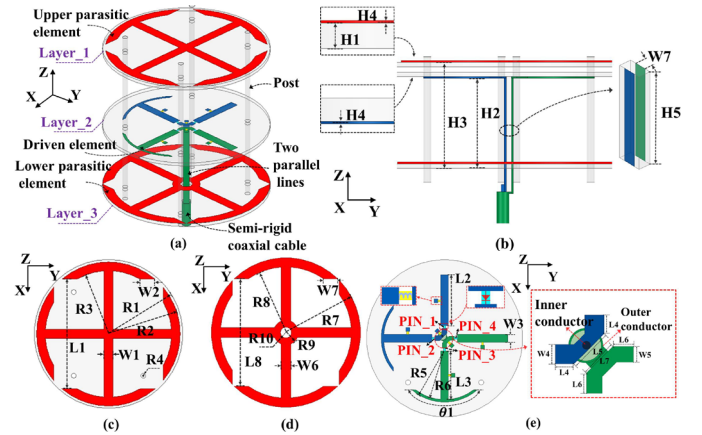 (a)
Upper parasitic
element
Layer_1
Z
X
Y
Post
Layer_2
Driven element
Lower parasitic
element
Two
parallel
lines
Layer_3
Semi-rigid
coaxial cable
(a)
H4
H1
H4
H3
H2
W7
H5
Z
X
Y
(b)
Z
Y
X
(c)
W2
R1
R3
R2
L1
W1
R4
(c)
Z
Y
X
(d)
W7
R8
R7
R10
R9
L8
W6
(d)
Z
Y
X
L2
PIN_1
PIN_4
W3
PIN_2
PIN_3
R5
R6
L3
θ1
Inner
conductor
Outer
conductor
L4
L6
W4
L5
L7
W5
L4
L6
(e)